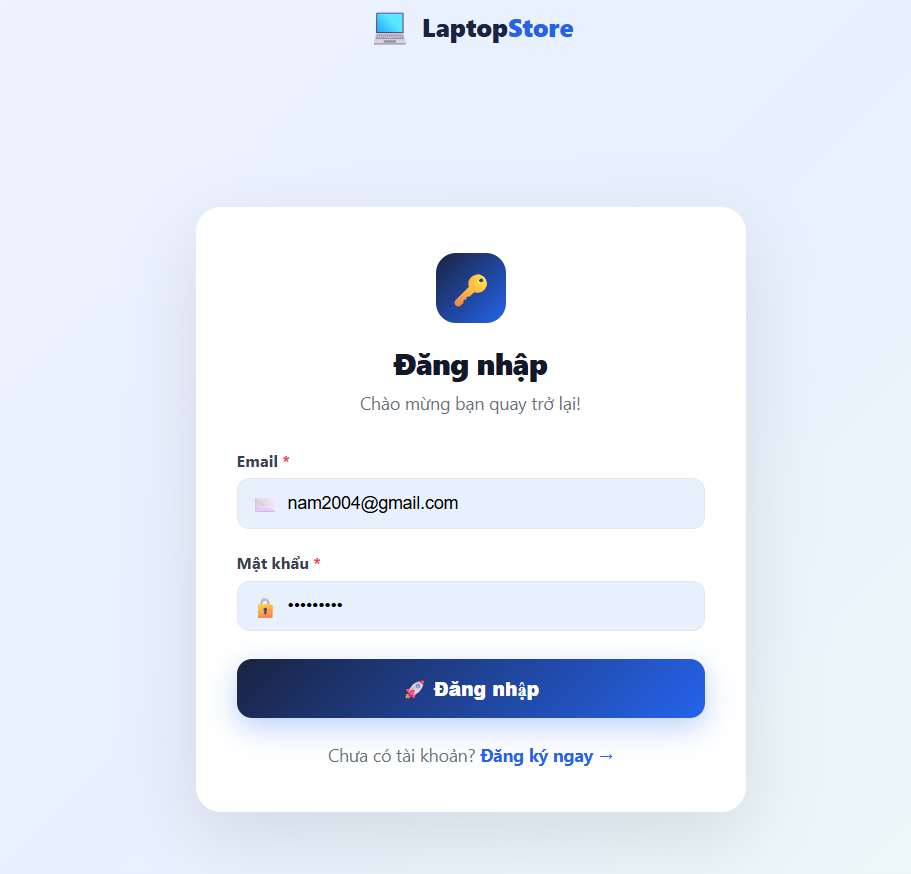 LaptopStore
Đăng nhập
Chào mừng bạn quay trở lại!
Email *
nam2004@gmail.com
Mật khẩu *
•••••••••
Đăng nhập
Chưa có tài khoản? Đăng ký ngay →